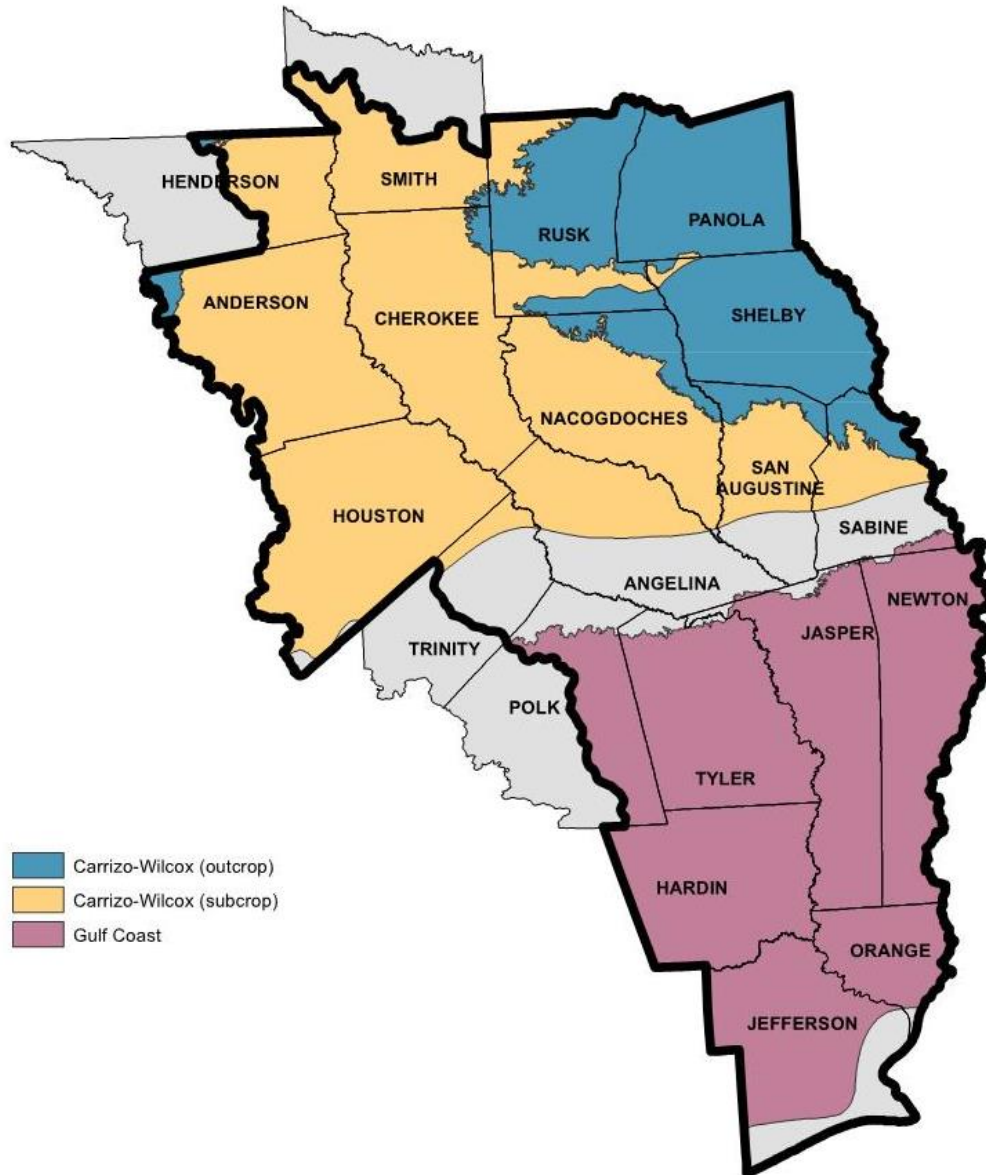 HENDERSON
SMITH
RUSK
PANOLA
ANDERSON
CHEROKEE
SHELBY
NACOGDOCHES
SAN
AUGUSTINE
HOUSTON
SABINE
ANGELINA
NEWTON
JASPER
TRINITY
POLK
TYLER
HARDIN
ORANGE
JEFFERSON
Carrizo-Wilcox (outcrop)
Carrizo-Wilcox (subcrop)
Gulf Coast